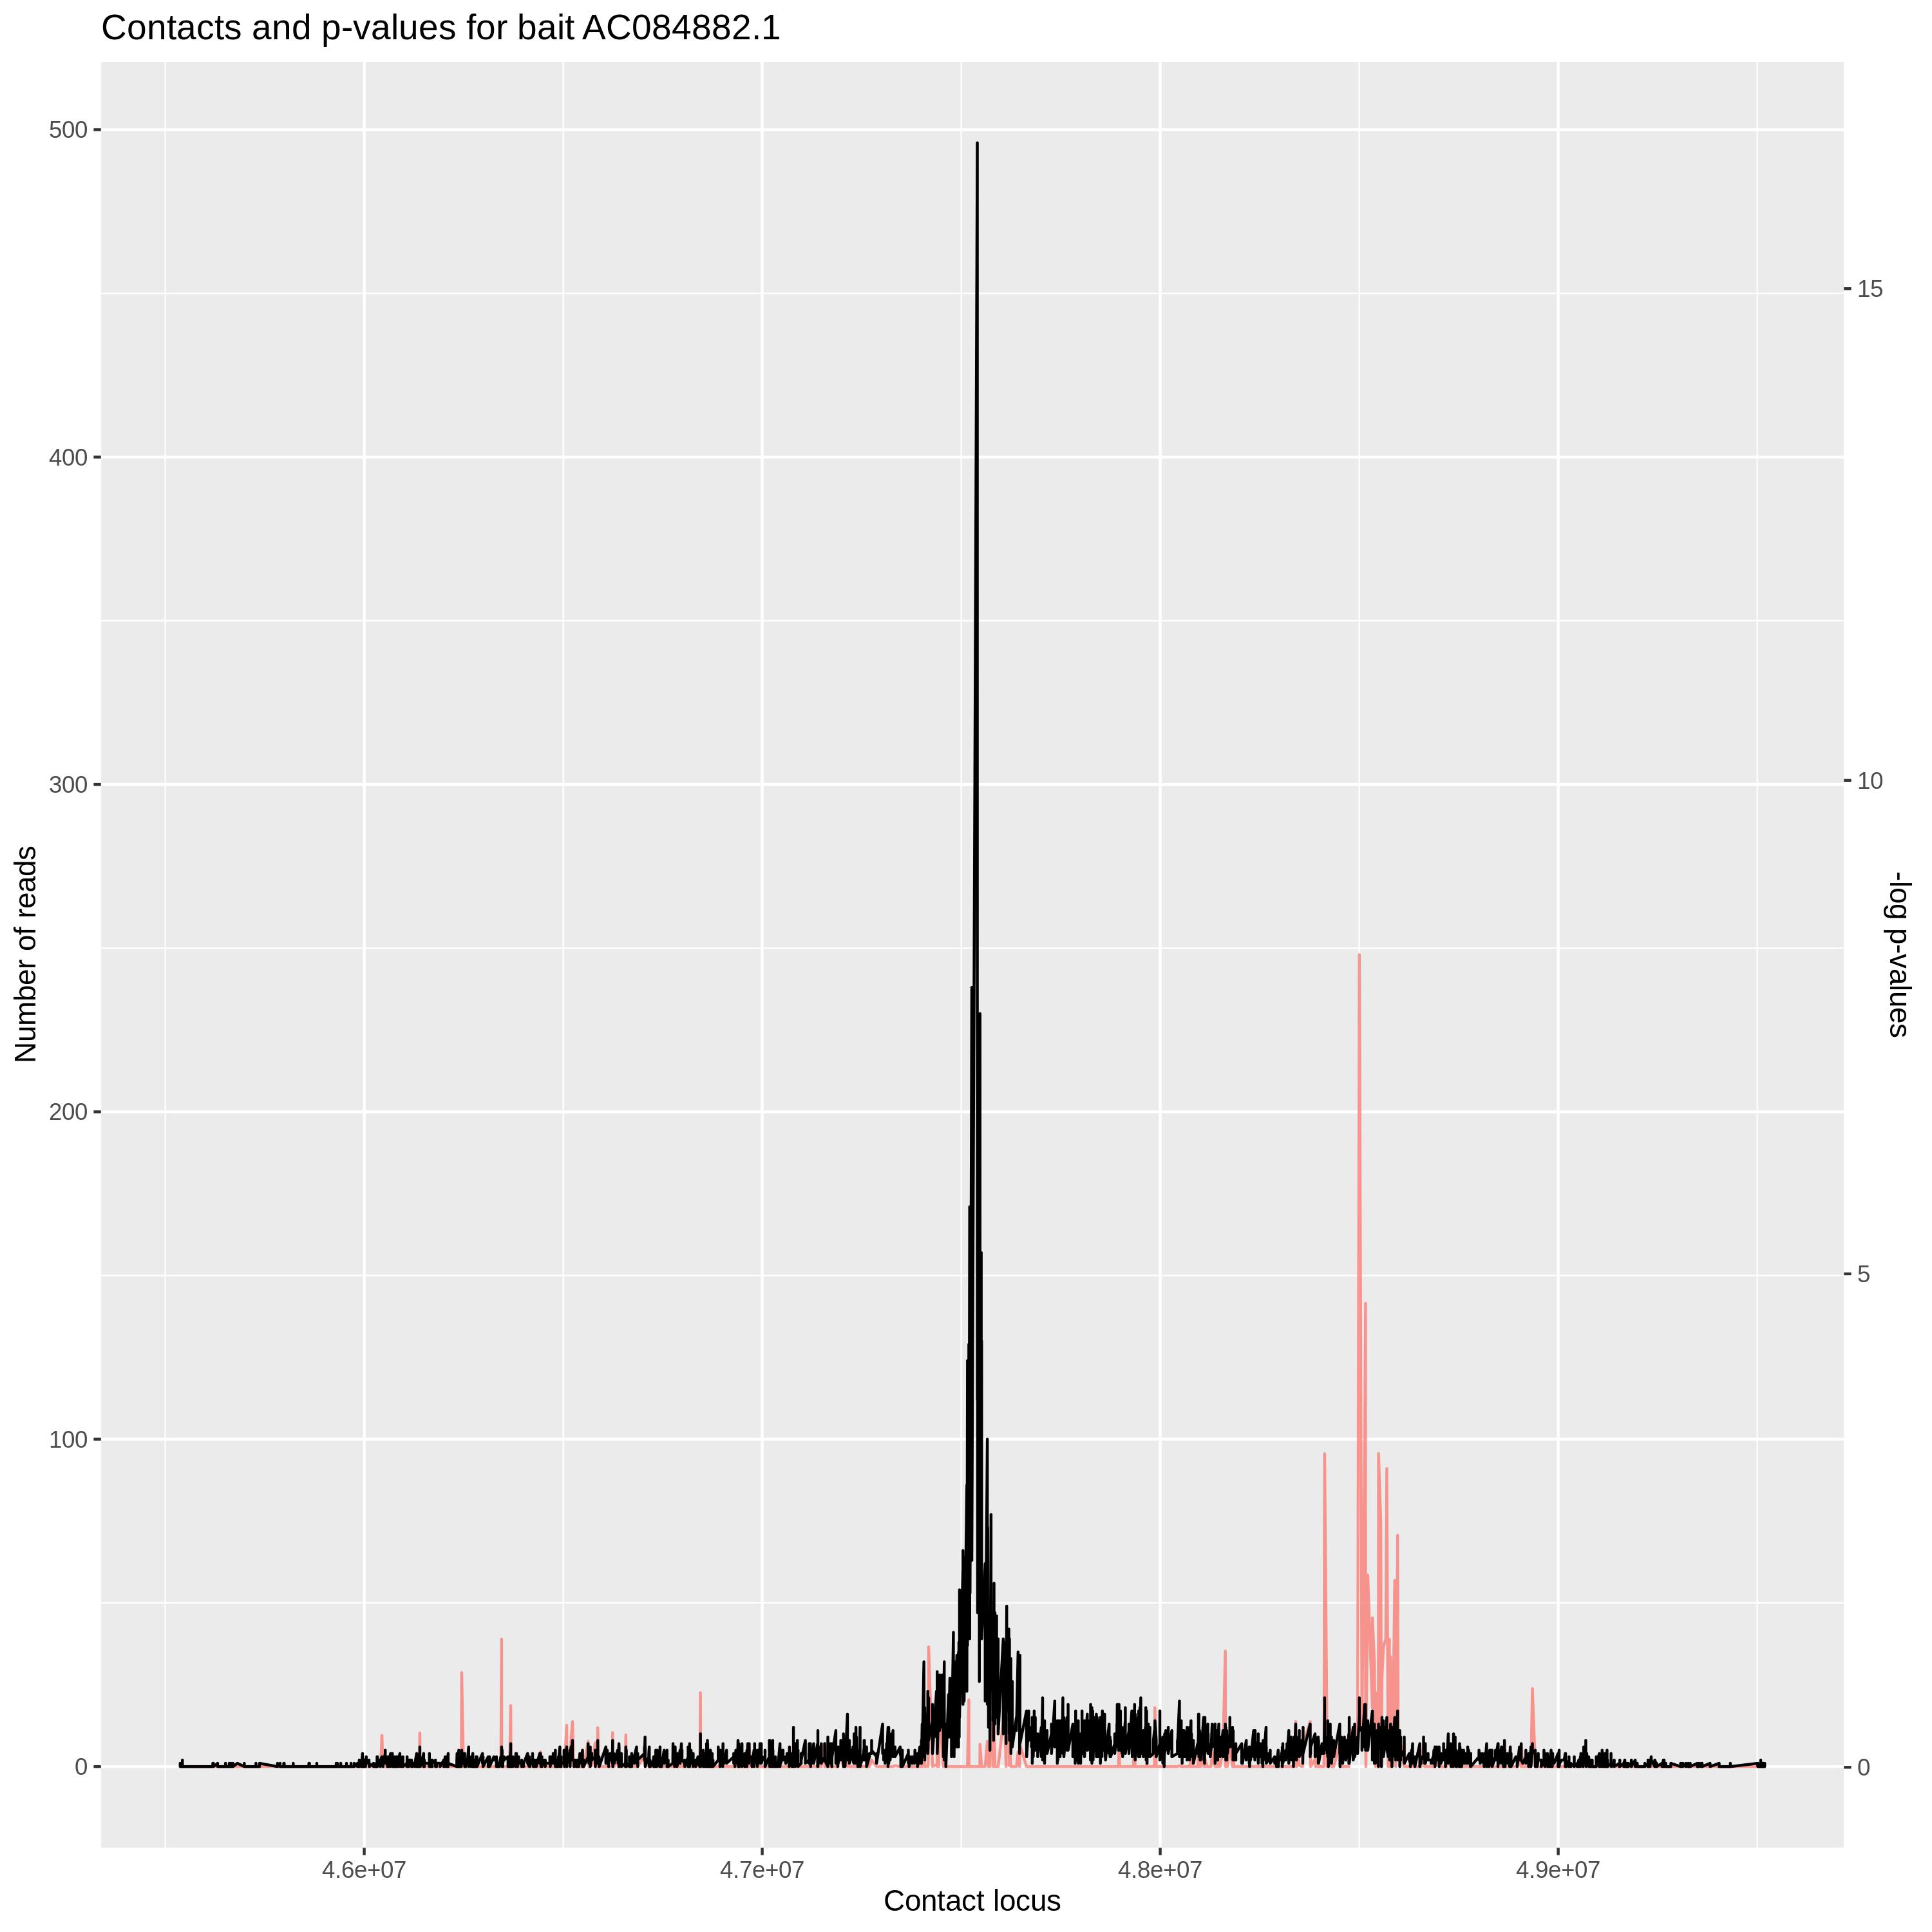 Contacts and p-values for bait AC084882.1
500
400
300
200
100
0
Number of reads
15
10
5
0
-log p-values
4.6e+07 4.7e+07 4.8e+07 4.9e+07
Contact locus